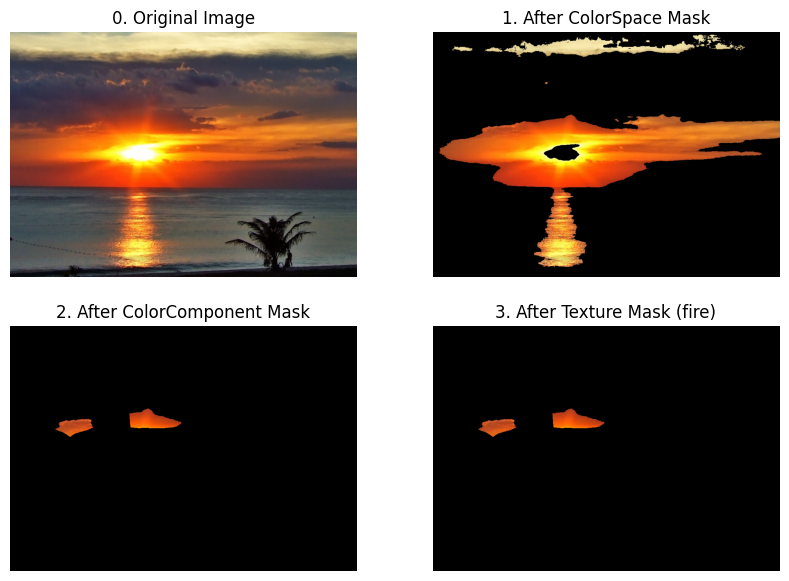 0. Original Image
1. After ColorSpace Mask
2. After ColorComponent Mask
3. After Texture Mask (fire)